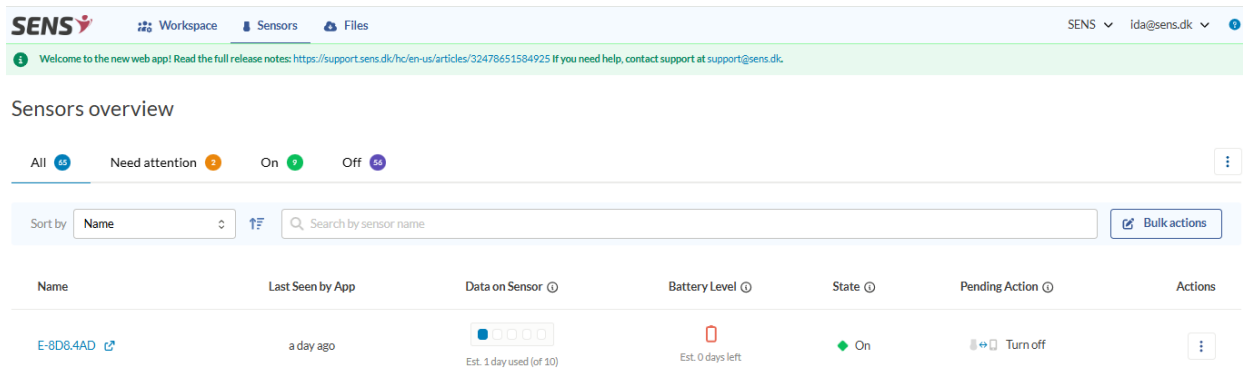 SENS Workspace Sensors Files SENS ida@sens.dk ?
i Welcome to the new web app! Read the full release notes: https://support.sens.dk/hc/en-us/articles/32478651584925 If you need help, contact support at support@sens.dk.
Sensors overview
All 65 Need attention 2 On 9 Off 56
Sort by Name Search by sensor name Bulk actions
Name Last Seen by App Data on Sensor Battery Level State Pending Action Actions
E-8D8.4AD a day ago On Turn off
Est. 1 day used (of 10) Est. 0 days left